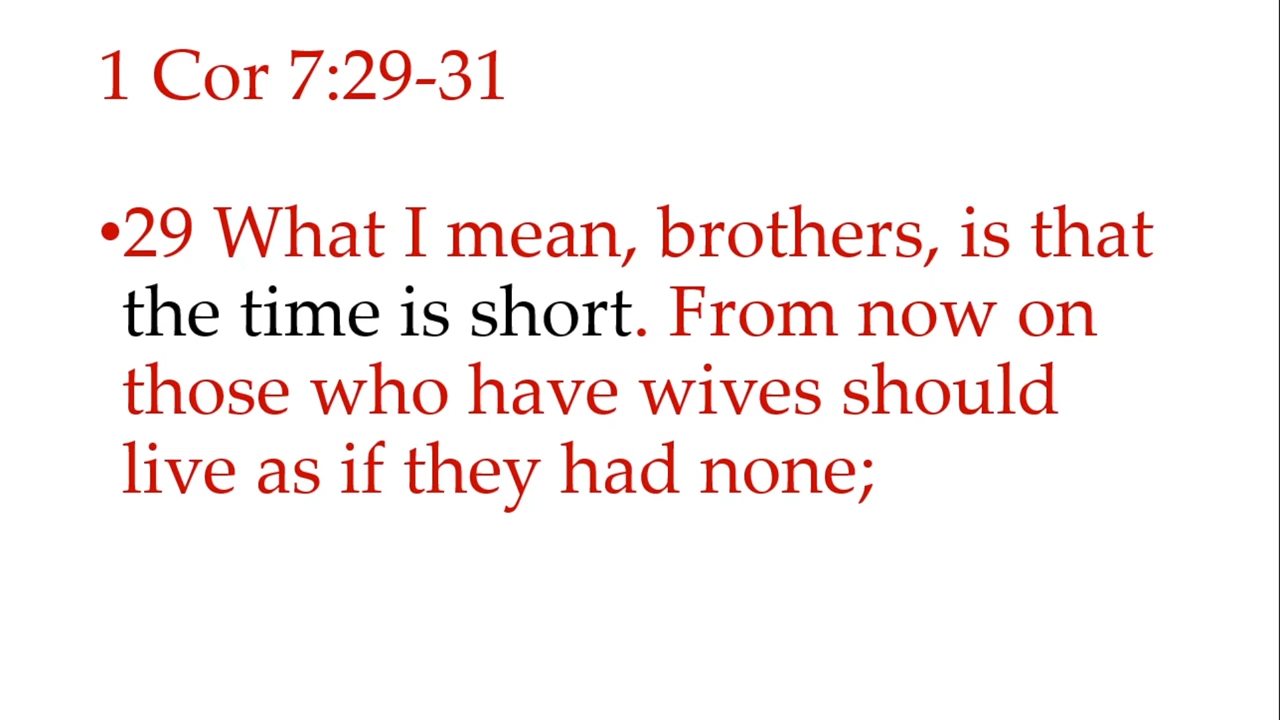 1 Cor 7:29-31
•29 What I mean, brothers, is that
the time is short. From now on
those who have wives should
live as if they had none;